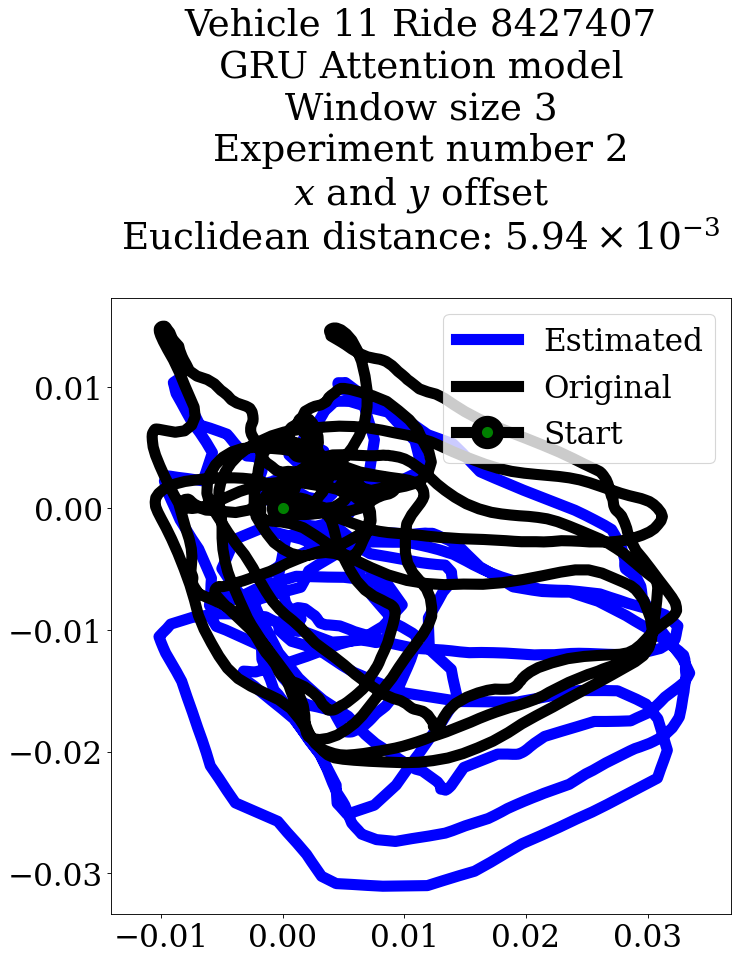 Vehicle 11 Ride 8427407
GRU Attention model
Window size 3
Experiment number 2
x and y offset
Euclidean distance: 5.94 × 10⁻³
Estimated
Original
Start
0.01
0.00
−0.01
−0.02
−0.03
−0.01 0.00 0.01 0.02 0.03